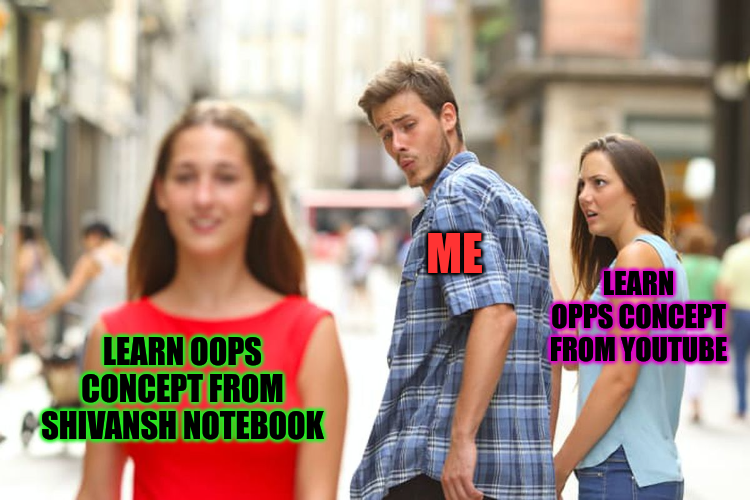 LEARN OOPS
CONCEPT FROM
SHIVANSH NOTEBOOK
ME
LEARN
OPPS CONCEPT
FROM YOUTUBE